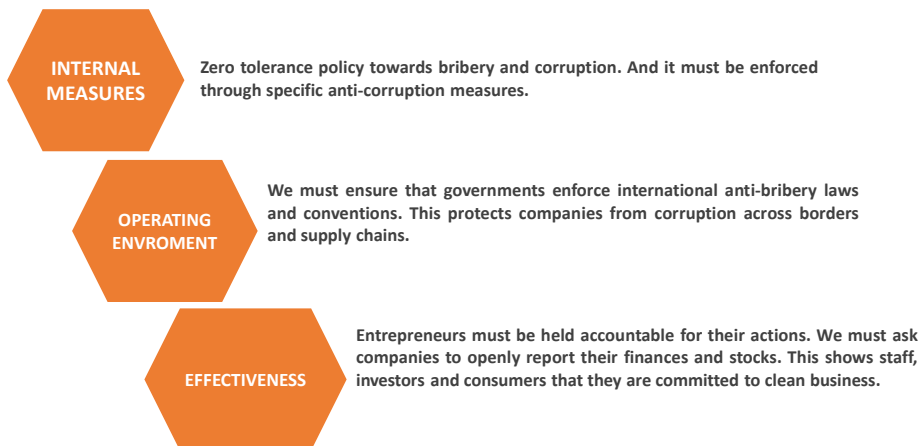 INTERNAL
MEASURES
Zero tolerance policy towards bribery and corruption. And it must be enforced
through specific anti-corruption measures.
OPERATING
ENVROMENT
We must ensure that governments enforce international anti-bribery laws
and conventions. This protects companies from corruption across borders
and supply chains.
EFFECTIVENESS
Entrepreneurs must be held accountable for their actions. We must ask
companies to openly report their finances and stocks. This shows staff,
investors and consumers that they are committed to clean business.